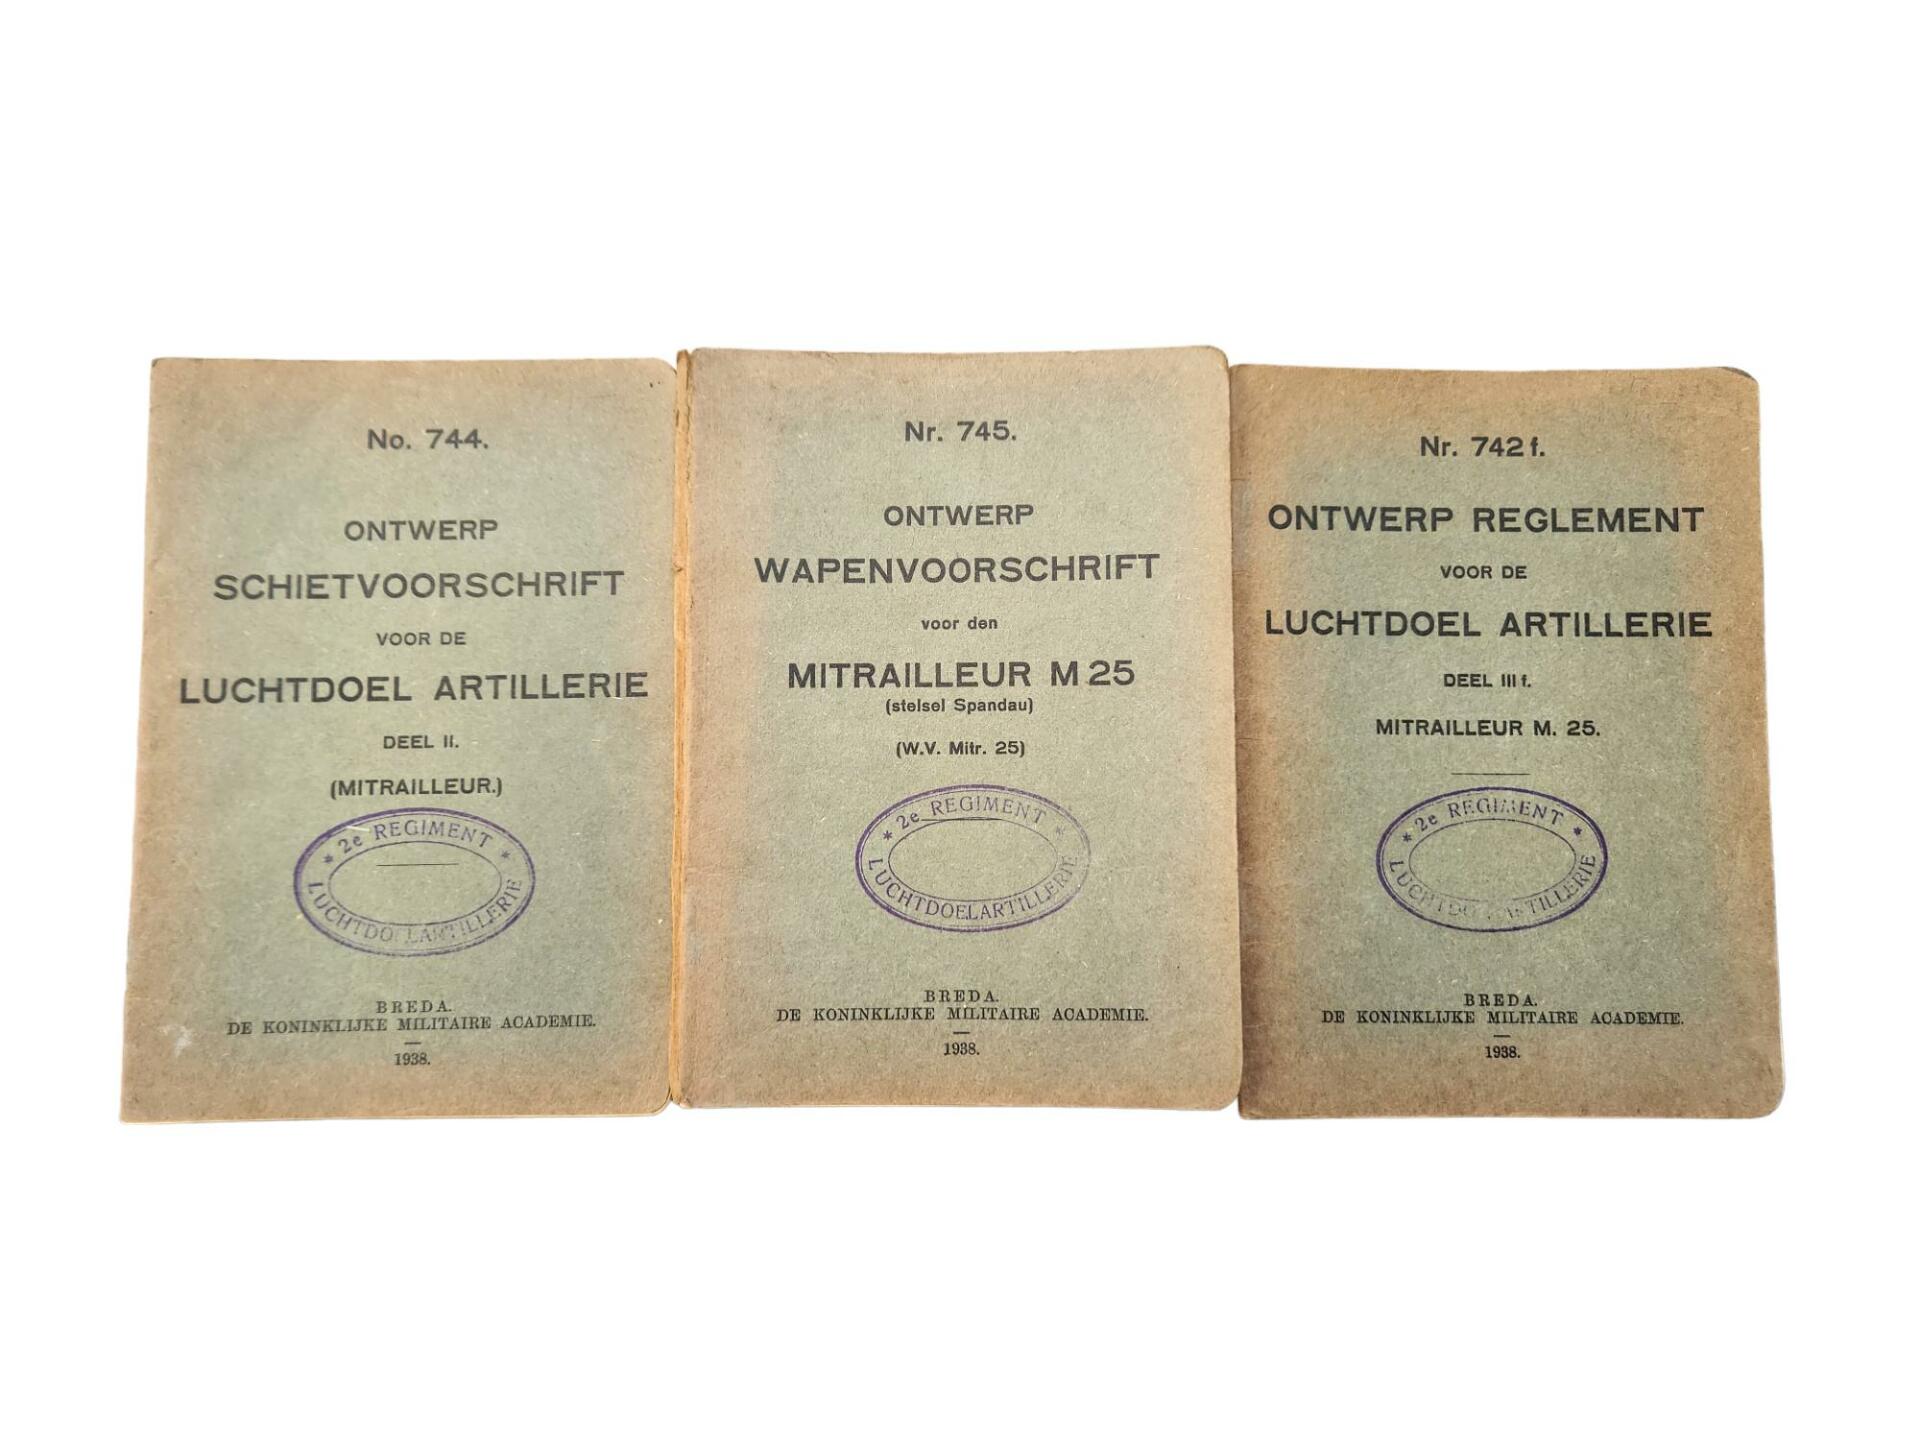 No. 744.
ONTWERP
SCHIETVOORSCHRIFT
VOOR DE
LUCHTDOEL ARTILLERIE
DEEL II.
(MITRAILLEUR.)
* 2e REGIMENT *
LUCHTDOELARTILLERIE
BREDA.
DE KONINKLIJKE MILITAIRE ACADEMIE.
1938.
Nr. 745.
ONTWERP
WAPENVOORSCHRIFT
voor den
MITRAILLEUR M 25
(stelsel Spandau)
(W.V. Mitr. 25)
* 2e REGIMENT *
LUCHTDOELARTILLERIE
BREDA.
DE KONINKLIJKE MILITAIRE ACADEMIE.
1938.
Nr. 742 f.
ONTWERP REGLEMENT
VOOR DE
LUCHTDOEL ARTILLERIE
DEEL III f.
MITRAILLEUR M. 25.
* 2e REGIMENT *
LUCHTDOELARTILLERIE
BREDA.
DE KONINKLIJKE MILITAIRE ACADEMIE.
1938.